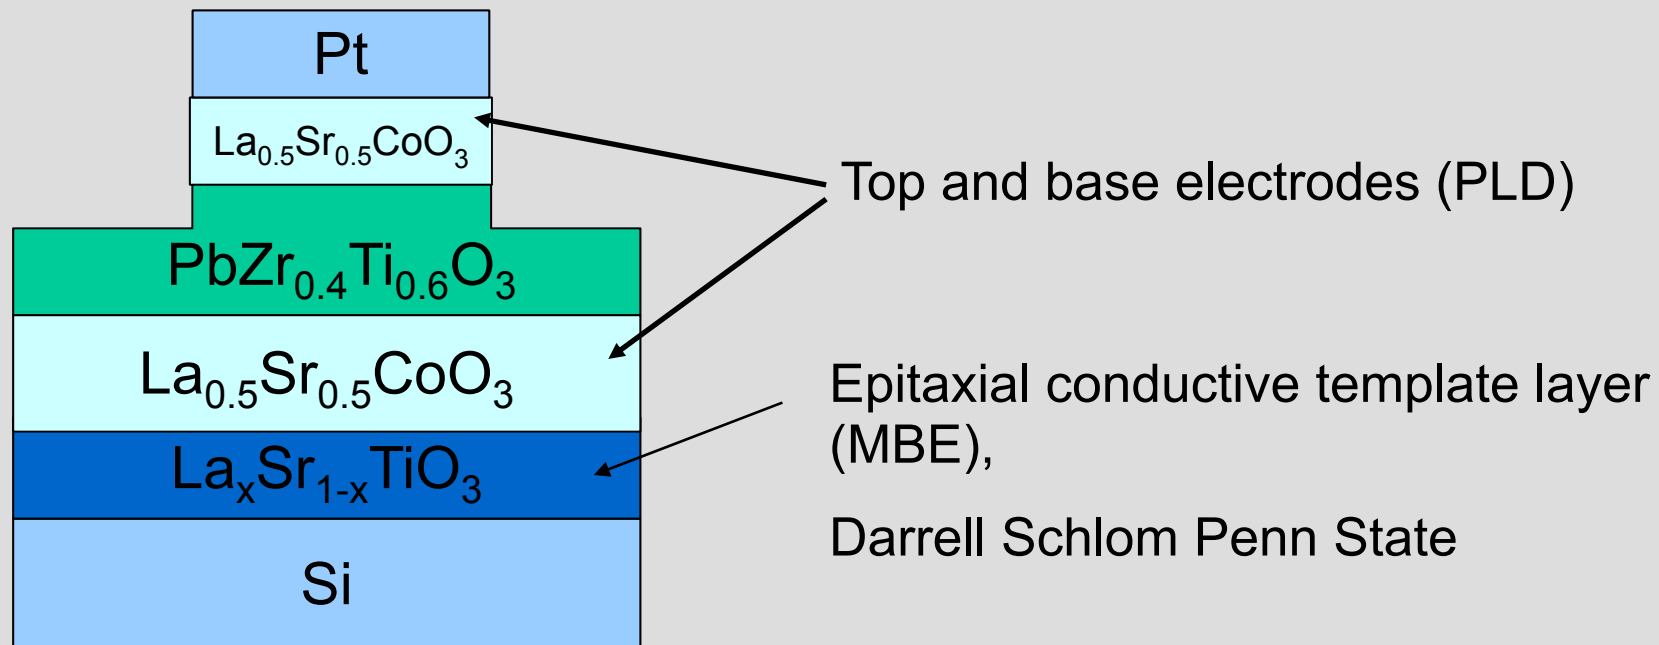 Pt
La0.5Sr0.5CoO3
Top and base electrodes (PLD)
PbZr0.4Ti0.6O3
La0.5Sr0.5CoO3
Epitaxial conductive template layer
(MBE),
LaxSr1-xTiO3
Darrell Schlom Penn State
Si